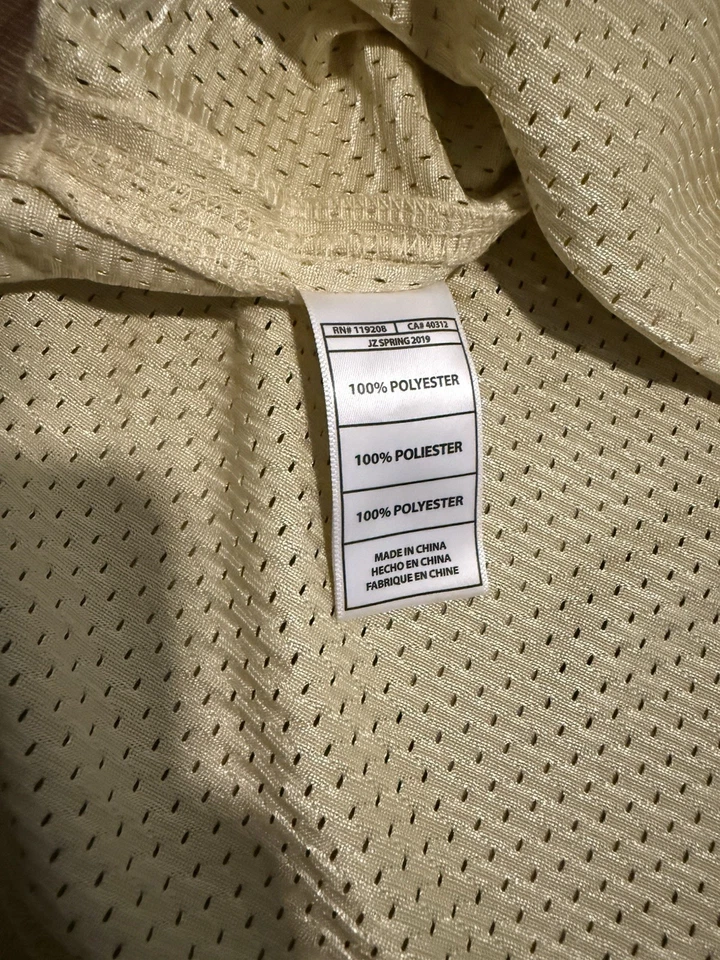 RN# 119208 CA# 40312
JZ SPRING 2019
100% POLYESTER
100% POLIESTER
100% POLYESTER
MADE IN CHINA
HECHO EN CHINA
FABRIQUE EN CHINE